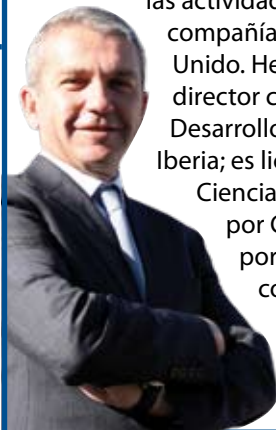 las actividad
compañía
Unido. He
director c
Desarrollo
Iberia; es lic
Ciencia
por C
por
co